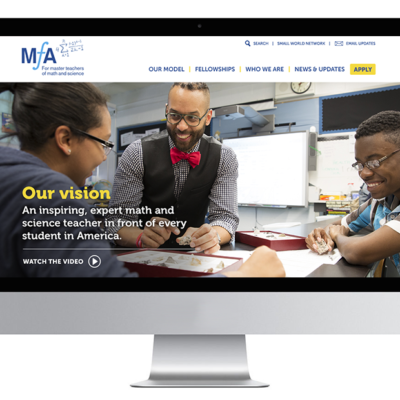 SEARCH | SMALL WORLD NETWORK | EMAIL UPDATES
MƒA
For master teachers
of math and science
OUR MODEL | FELLOWSHIPS | WHO WE ARE | NEWS & UPDATES APPLY
Our vision
An inspiring, expert math and
science teacher in front of every
student in America.
WATCH THE VIDEO